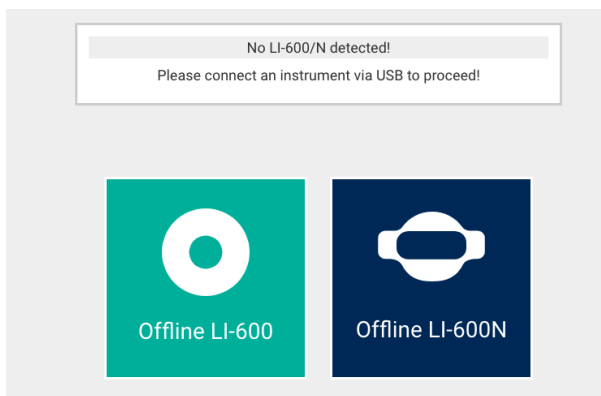 No LI-600/N detected!
Please connect an instrument via USB to proceed!
Offline LI-600
Offline LI-600N